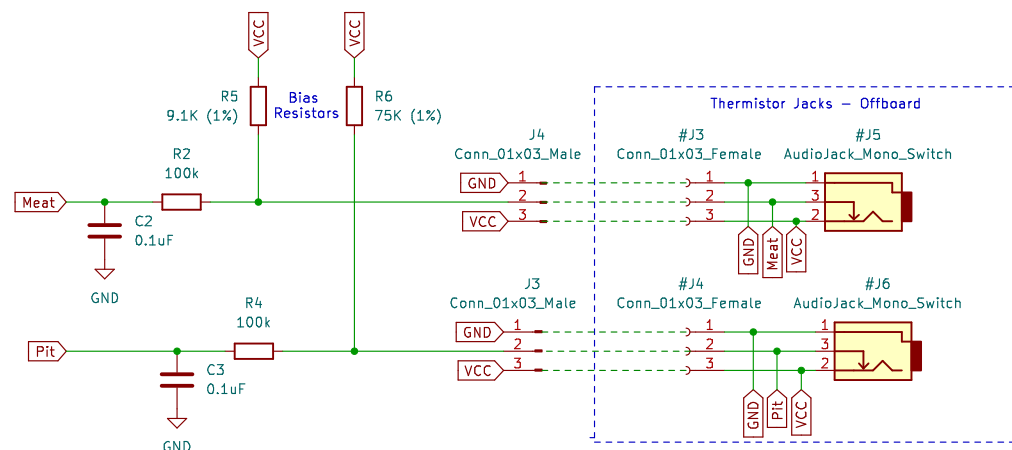 VCC
VCC
R5
9.1K (1%)
Bias
Resistors
R6
75K (1%)
Thermistor Jacks – Offboard
R2
100k
J4
Conn_01x03_Male
#J3
Conn_01x03_Female
#J5
AudioJack_Mono_Switch
GND
1
1
1
Meat
2
2
3
VCC
3
3
2
C2
0.1uF
GND
GND
Meat
VCC
R4
100k
J3
Conn_01x03_Male
#J4
Conn_01x03_Female
#J6
AudioJack_Mono_Switch
GND
1
1
1
Pit
2
2
3
VCC
3
3
2
C3
0.1uF
GND
GND
Pit
VCC